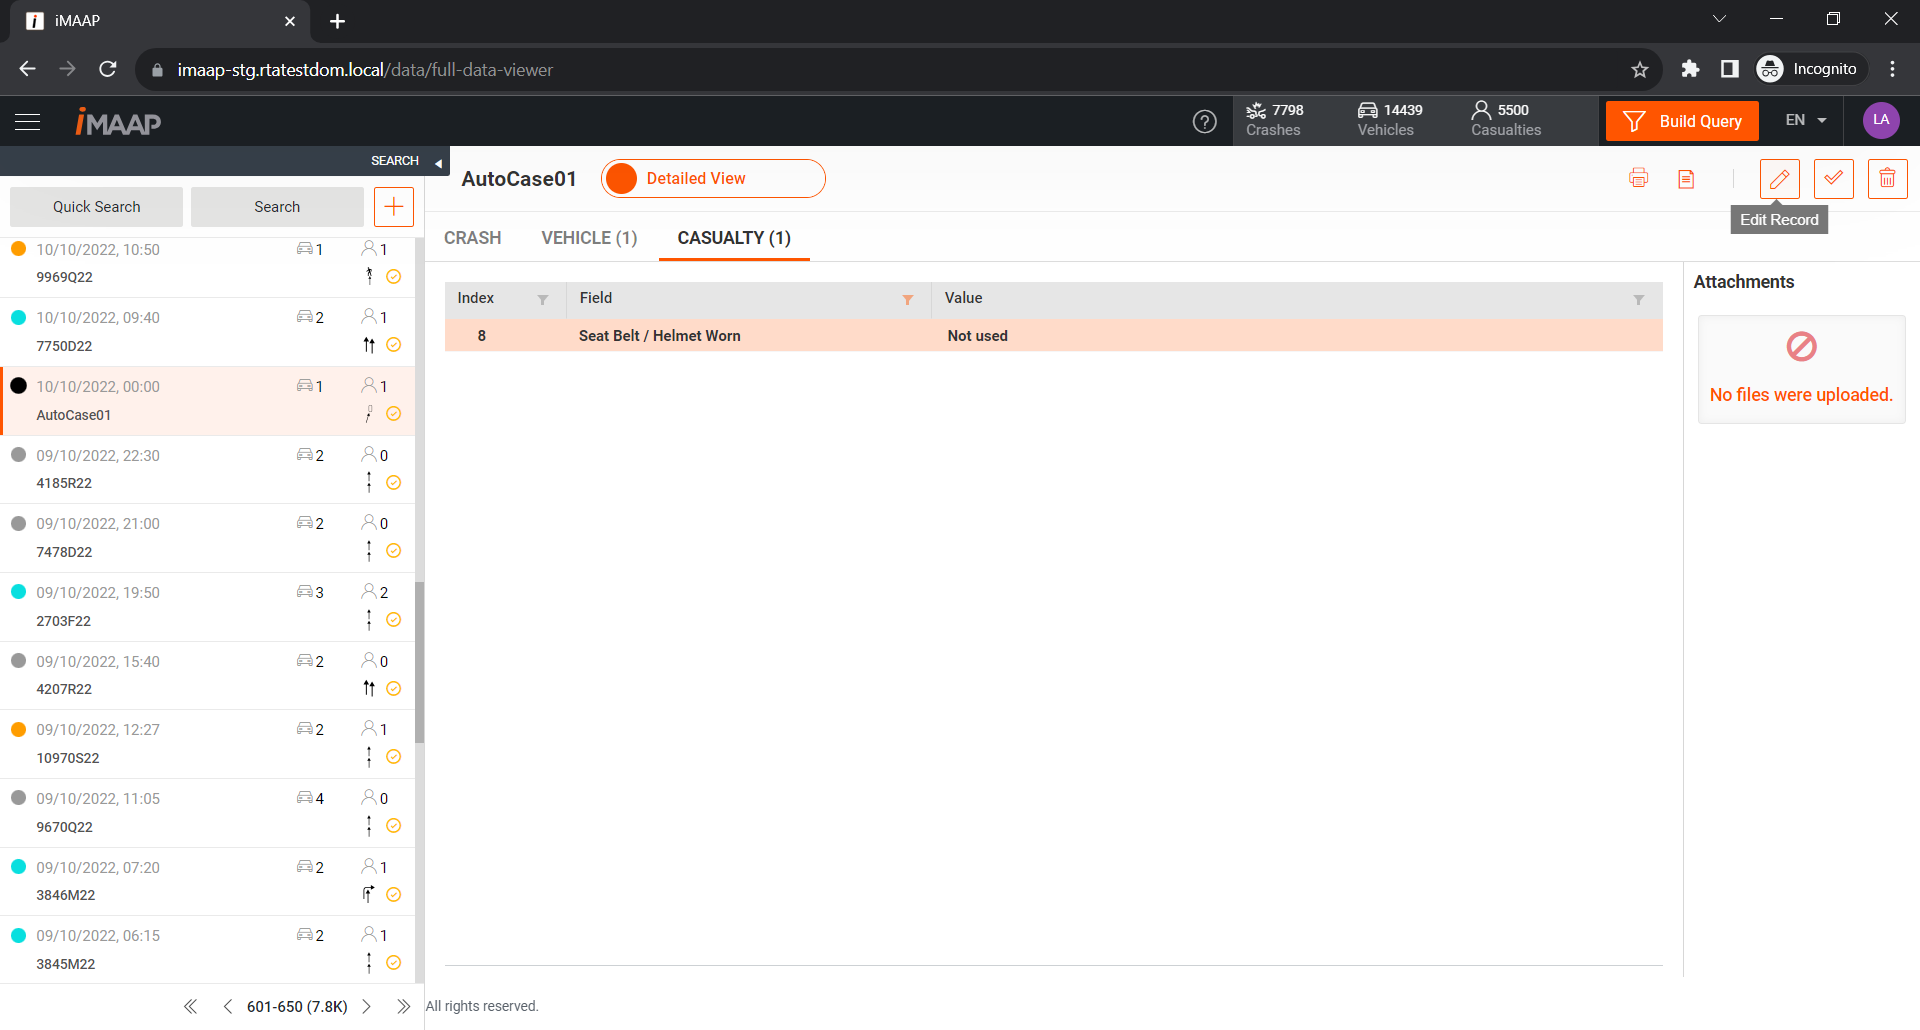 iMAAP
imaap-stg.rtatestdom.local/data/full-data-viewer
Incognito
iMAAP
7798
Crashes
14439
Vehicles
5500
Casualties
Build Query
EN
LA
SEARCH
Quick Search
Search
AutoCase01
Detailed View
Edit Record
CRASH
VEHICLE (1)
CASUALTY (1)
Index
Field
Value
8
Seat Belt / Helmet Worn
Not used
Attachments
No files were uploaded.
10/10/2022, 10:50
1
1
9969Q22
10/10/2022, 09:40
2
1
7750D22
10/10/2022, 00:00
1
1
AutoCase01
09/10/2022, 22:30
2
0
4185R22
09/10/2022, 21:00
2
0
7478D22
09/10/2022, 19:50
3
2
2703F22
09/10/2022, 15:40
2
0
4207R22
09/10/2022, 12:27
2
1
10970S22
09/10/2022, 11:05
4
0
9670Q22
09/10/2022, 07:20
2
1
3846M22
09/10/2022, 06:15
2
1
3845M22
601-650 (7.8K)
All rights reserved.